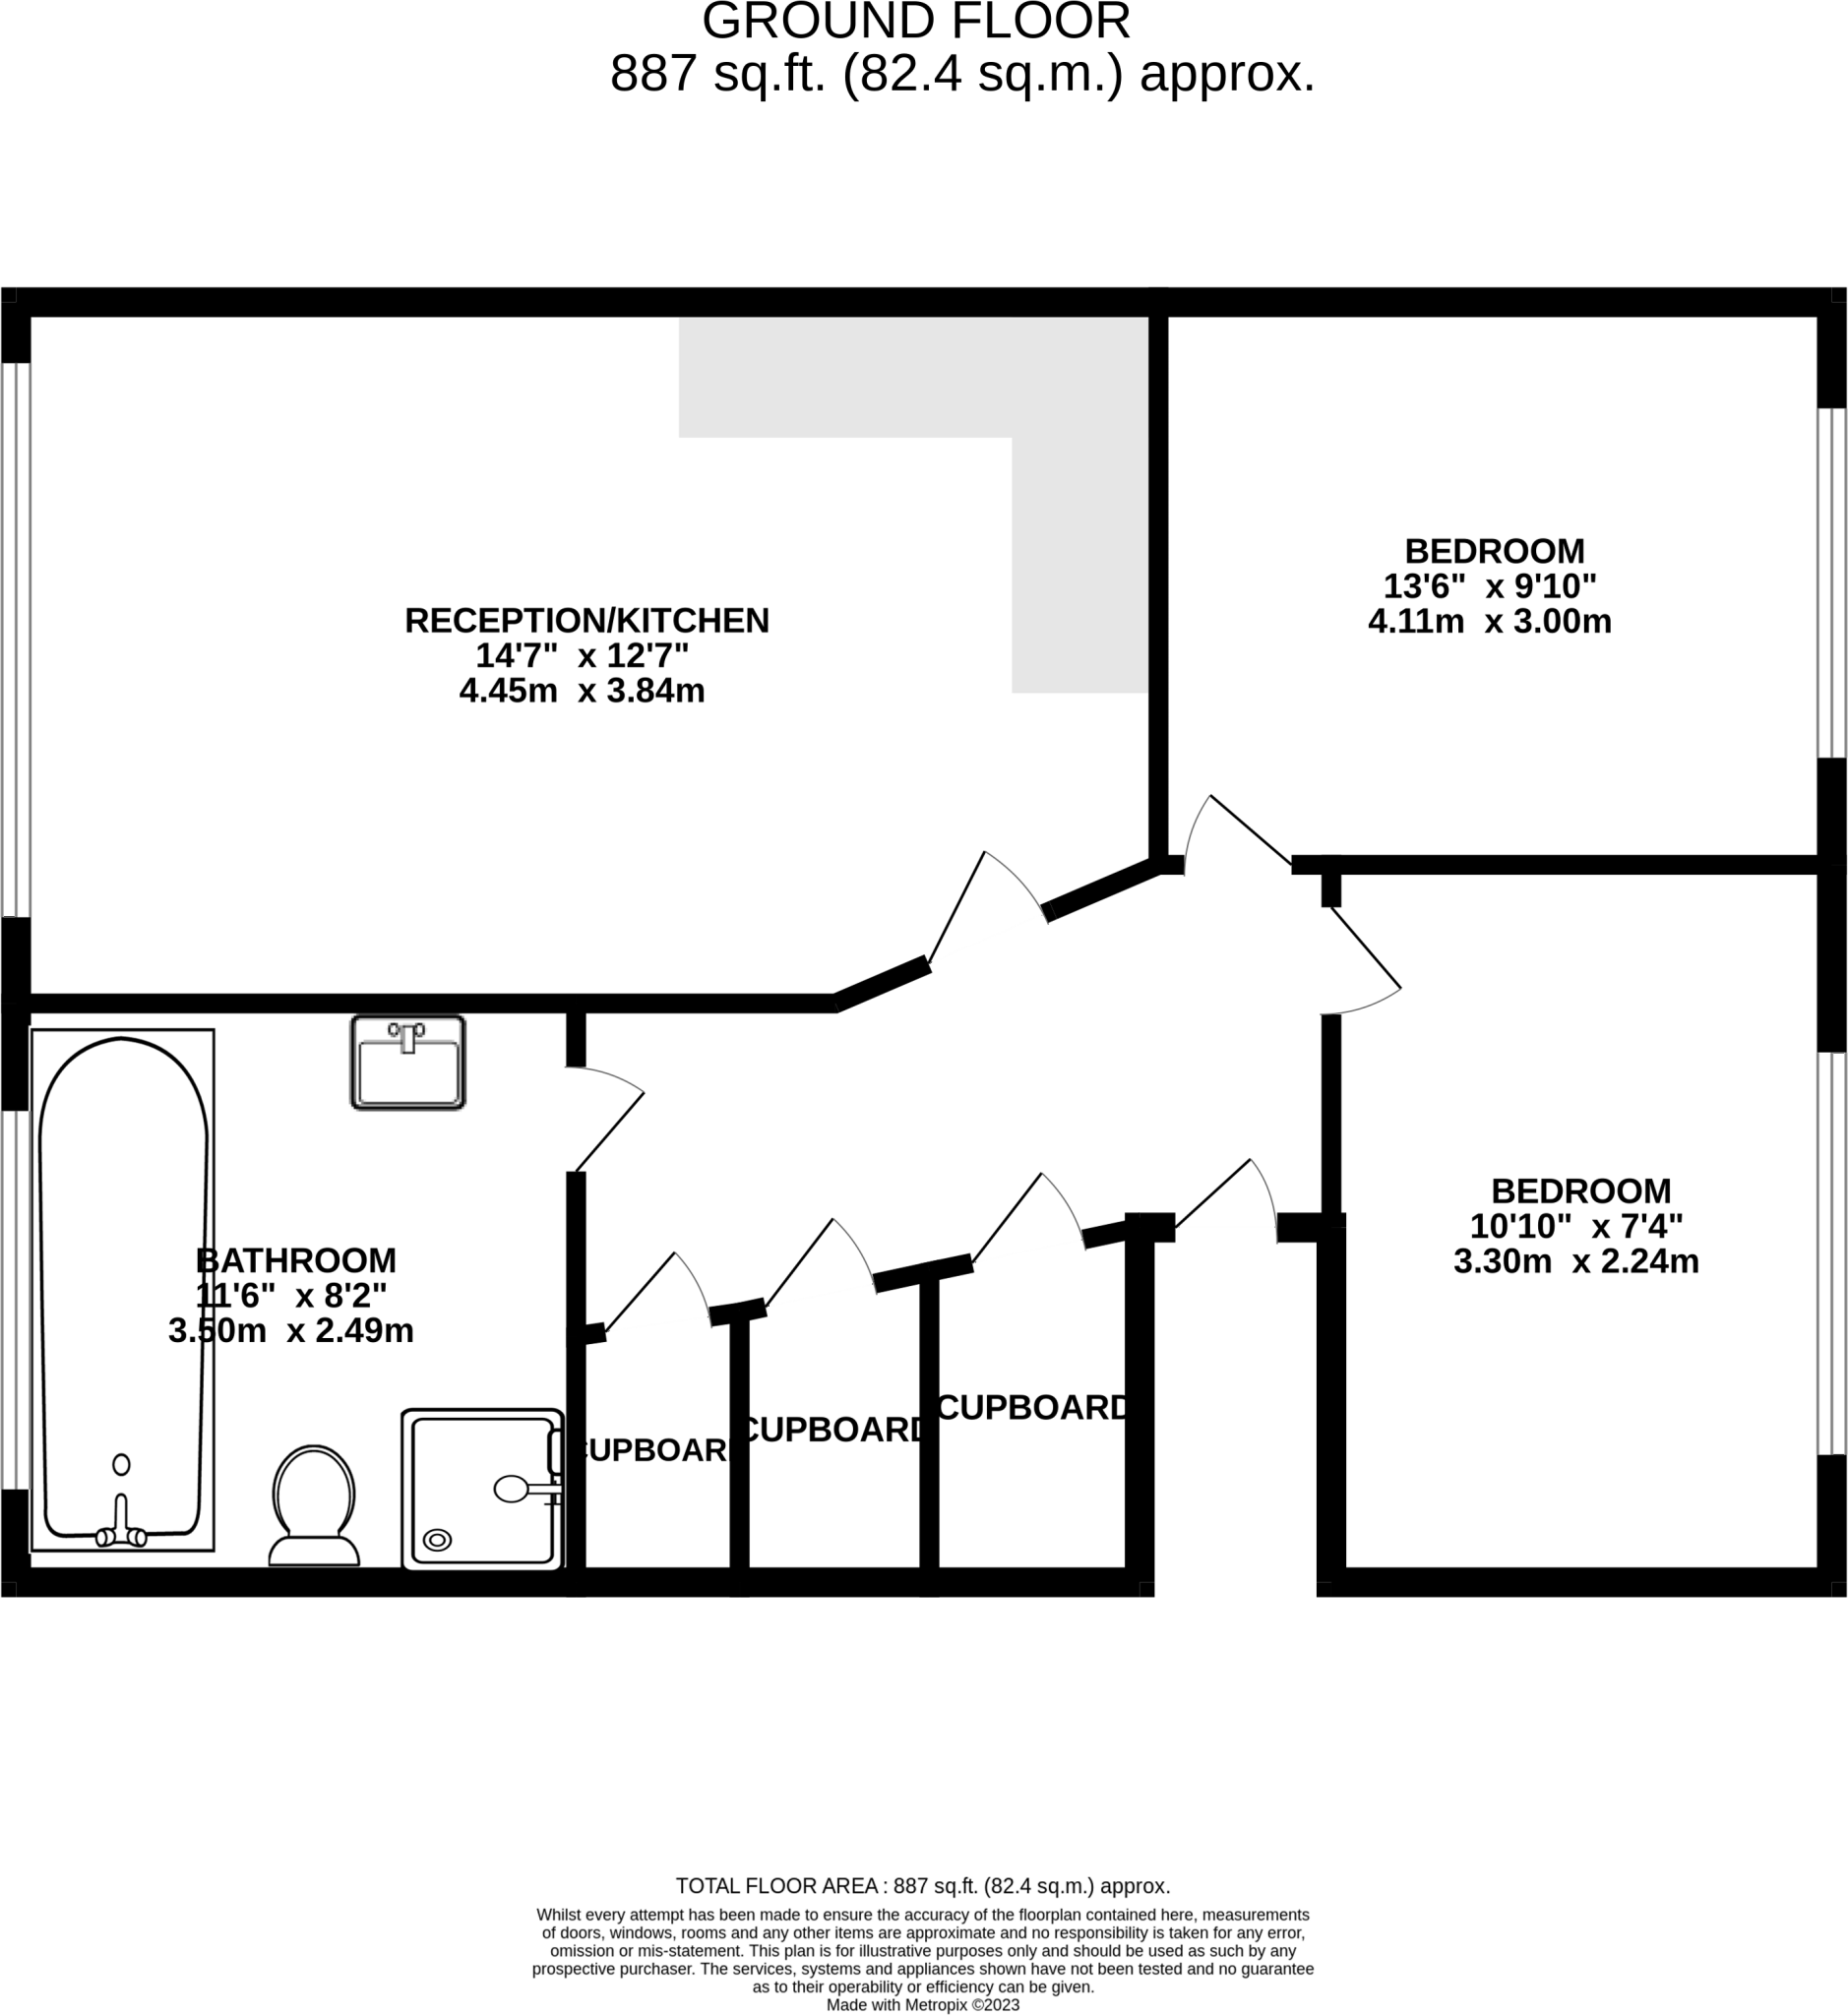 GROUND FLOOR
887 sq.ft. (82.4 sq.m.) approx.
RECEPTION/KITCHEN
14'7" x 12'7"
4.45m x 3.84m
BEDROOM
13'6" x 9'10"
4.11m x 3.00m
BEDROOM
10'10" x 7'4"
3.30m x 2.24m
BATHROOM
11'6" x 8'2"
3.50m x 2.49m
CUPBOARD
CUPBOARD
CUPBOARD
TOTAL FLOOR AREA : 887 sq.ft. (82.4 sq.m.) approx.
Whilst every attempt has been made to ensure the accuracy of the floorplan contained here, measurements
of doors, windows, rooms and any other items are approximate and no responsibility is taken for any error,
omission or mis-statement. This plan is for illustrative purposes only and should be used as such by any
prospective purchaser. The services, systems and appliances shown have not been tested and no guarantee
as to their operability or efficiency can be given.
Made with Metropix ©2023